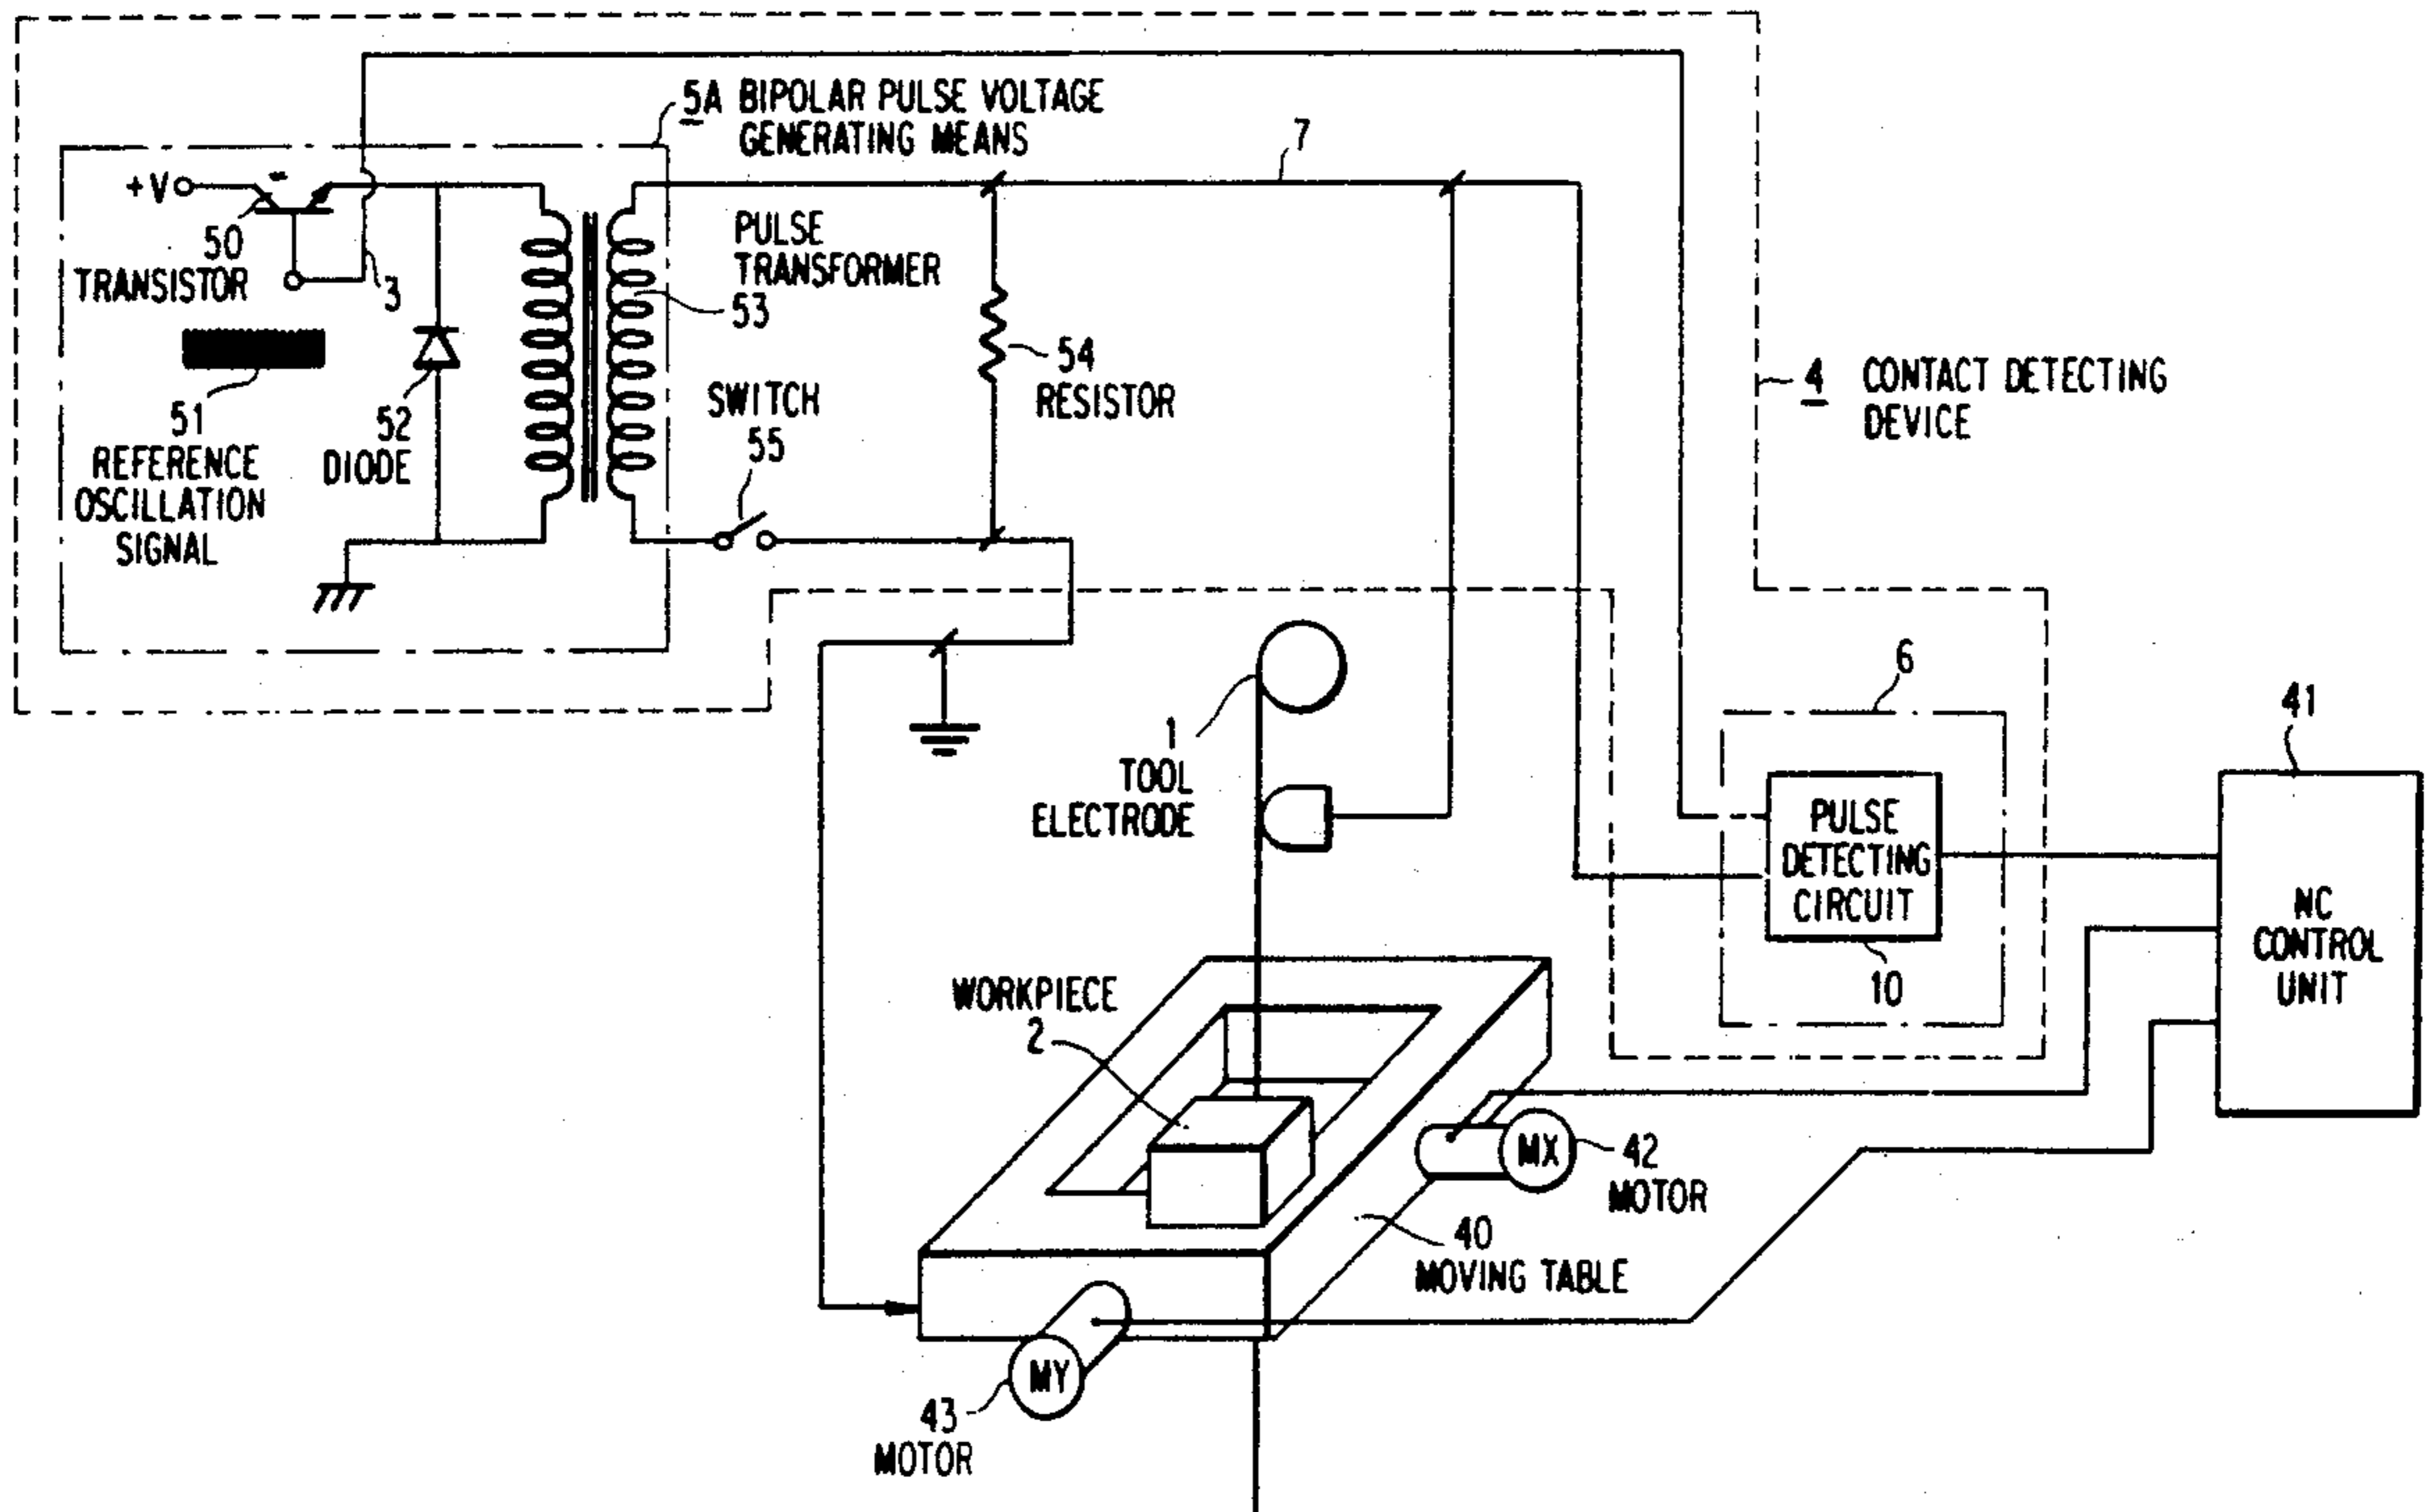 5A BIPOLAR PULSE VOLTAGE
GENERATING MEANS
7
+V
50
TRANSISTOR
3
PULSE
TRANSFORMER
53
51
REFERENCE
OSCILLATION
SIGNAL
52
DIODE
SWITCH
55
54
RESISTOR
4 CONTACT DETECTING
DEVICE
1
TOOL
ELECTRODE
6
PULSE
DETECTING
CIRCUIT
10
41
NC
CONTROL
UNIT
WORKPIECE
2
MX
42
MOTOR
40
MOVING TABLE
MY
43
MOTOR